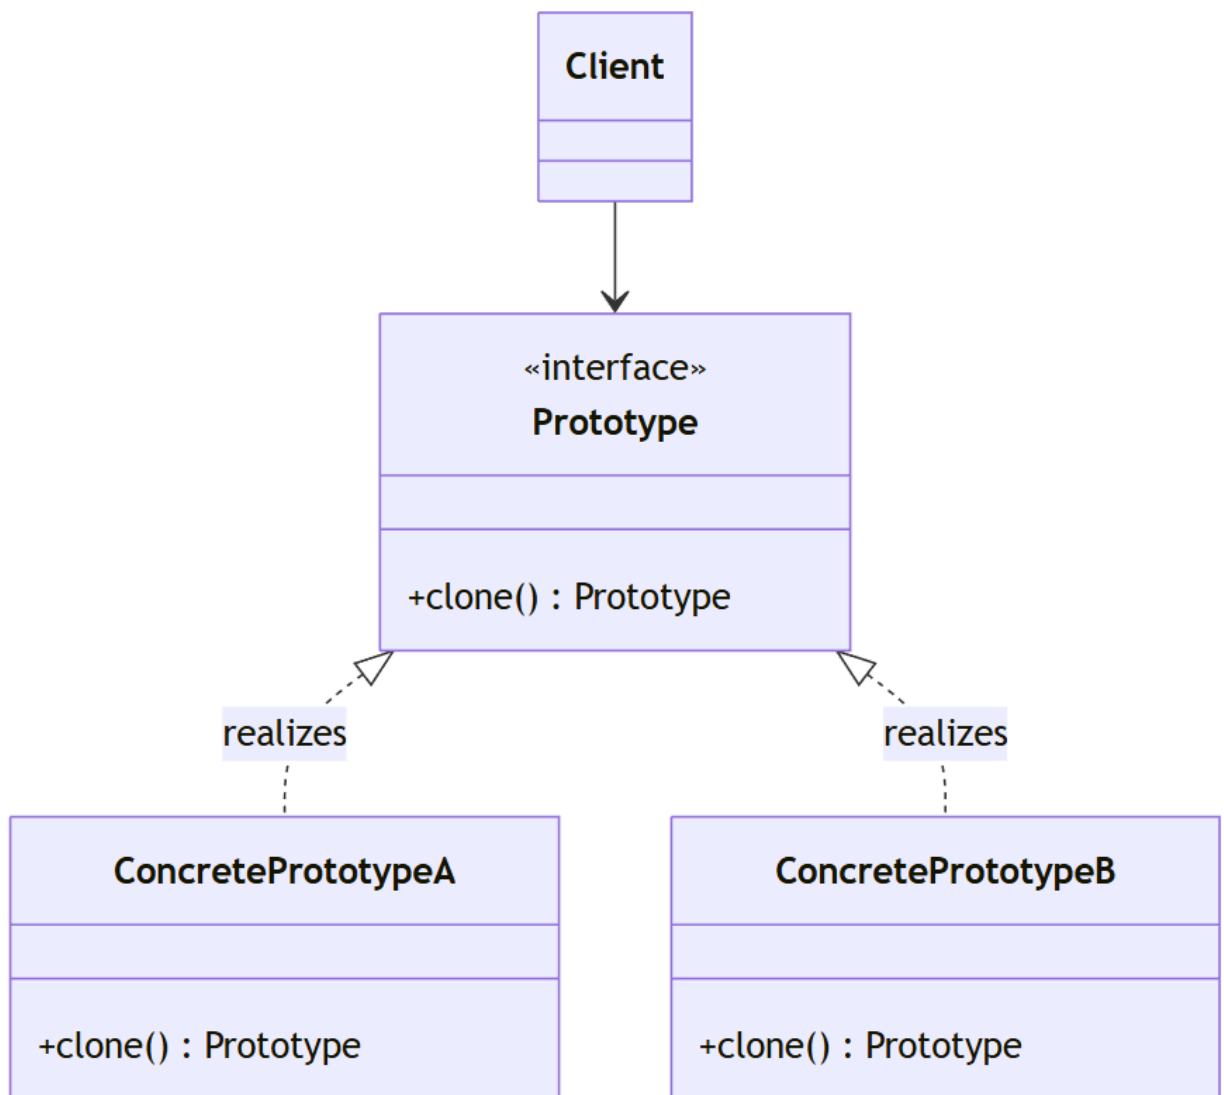 Client
«interface»
Prototype
+clone() : Prototype
realizes
realizes
ConcretePrototypeA
ConcretePrototypeB
+clone() : Prototype
+clone() : Prototype